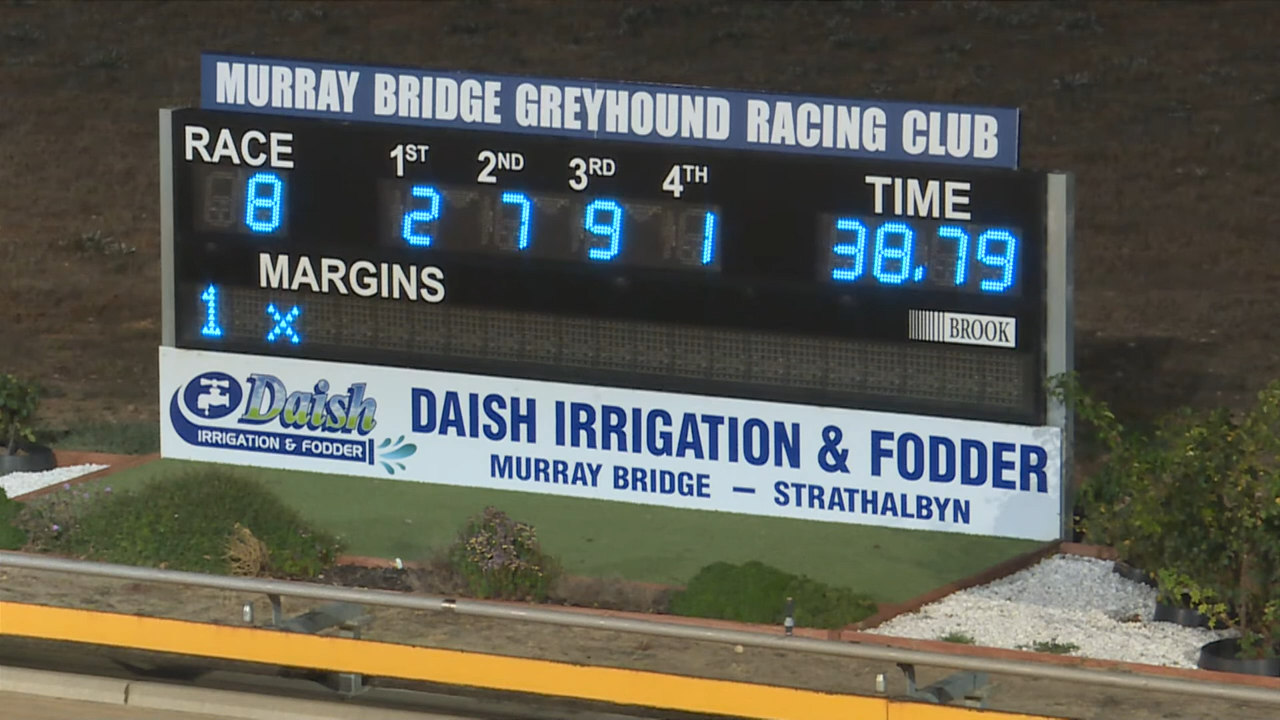 MURRAY BRIDGE GREYHOUND RACING CLUB
RACE 1ST 2ND 3RD 4TH TIME
8 2 7 9 1 38.79
MARGINS
1 x
BROOK
Daish
IRRIGATION & FODDER
DAISH IRRIGATION & FODDER
MURRAY BRIDGE – STRATHALBYN